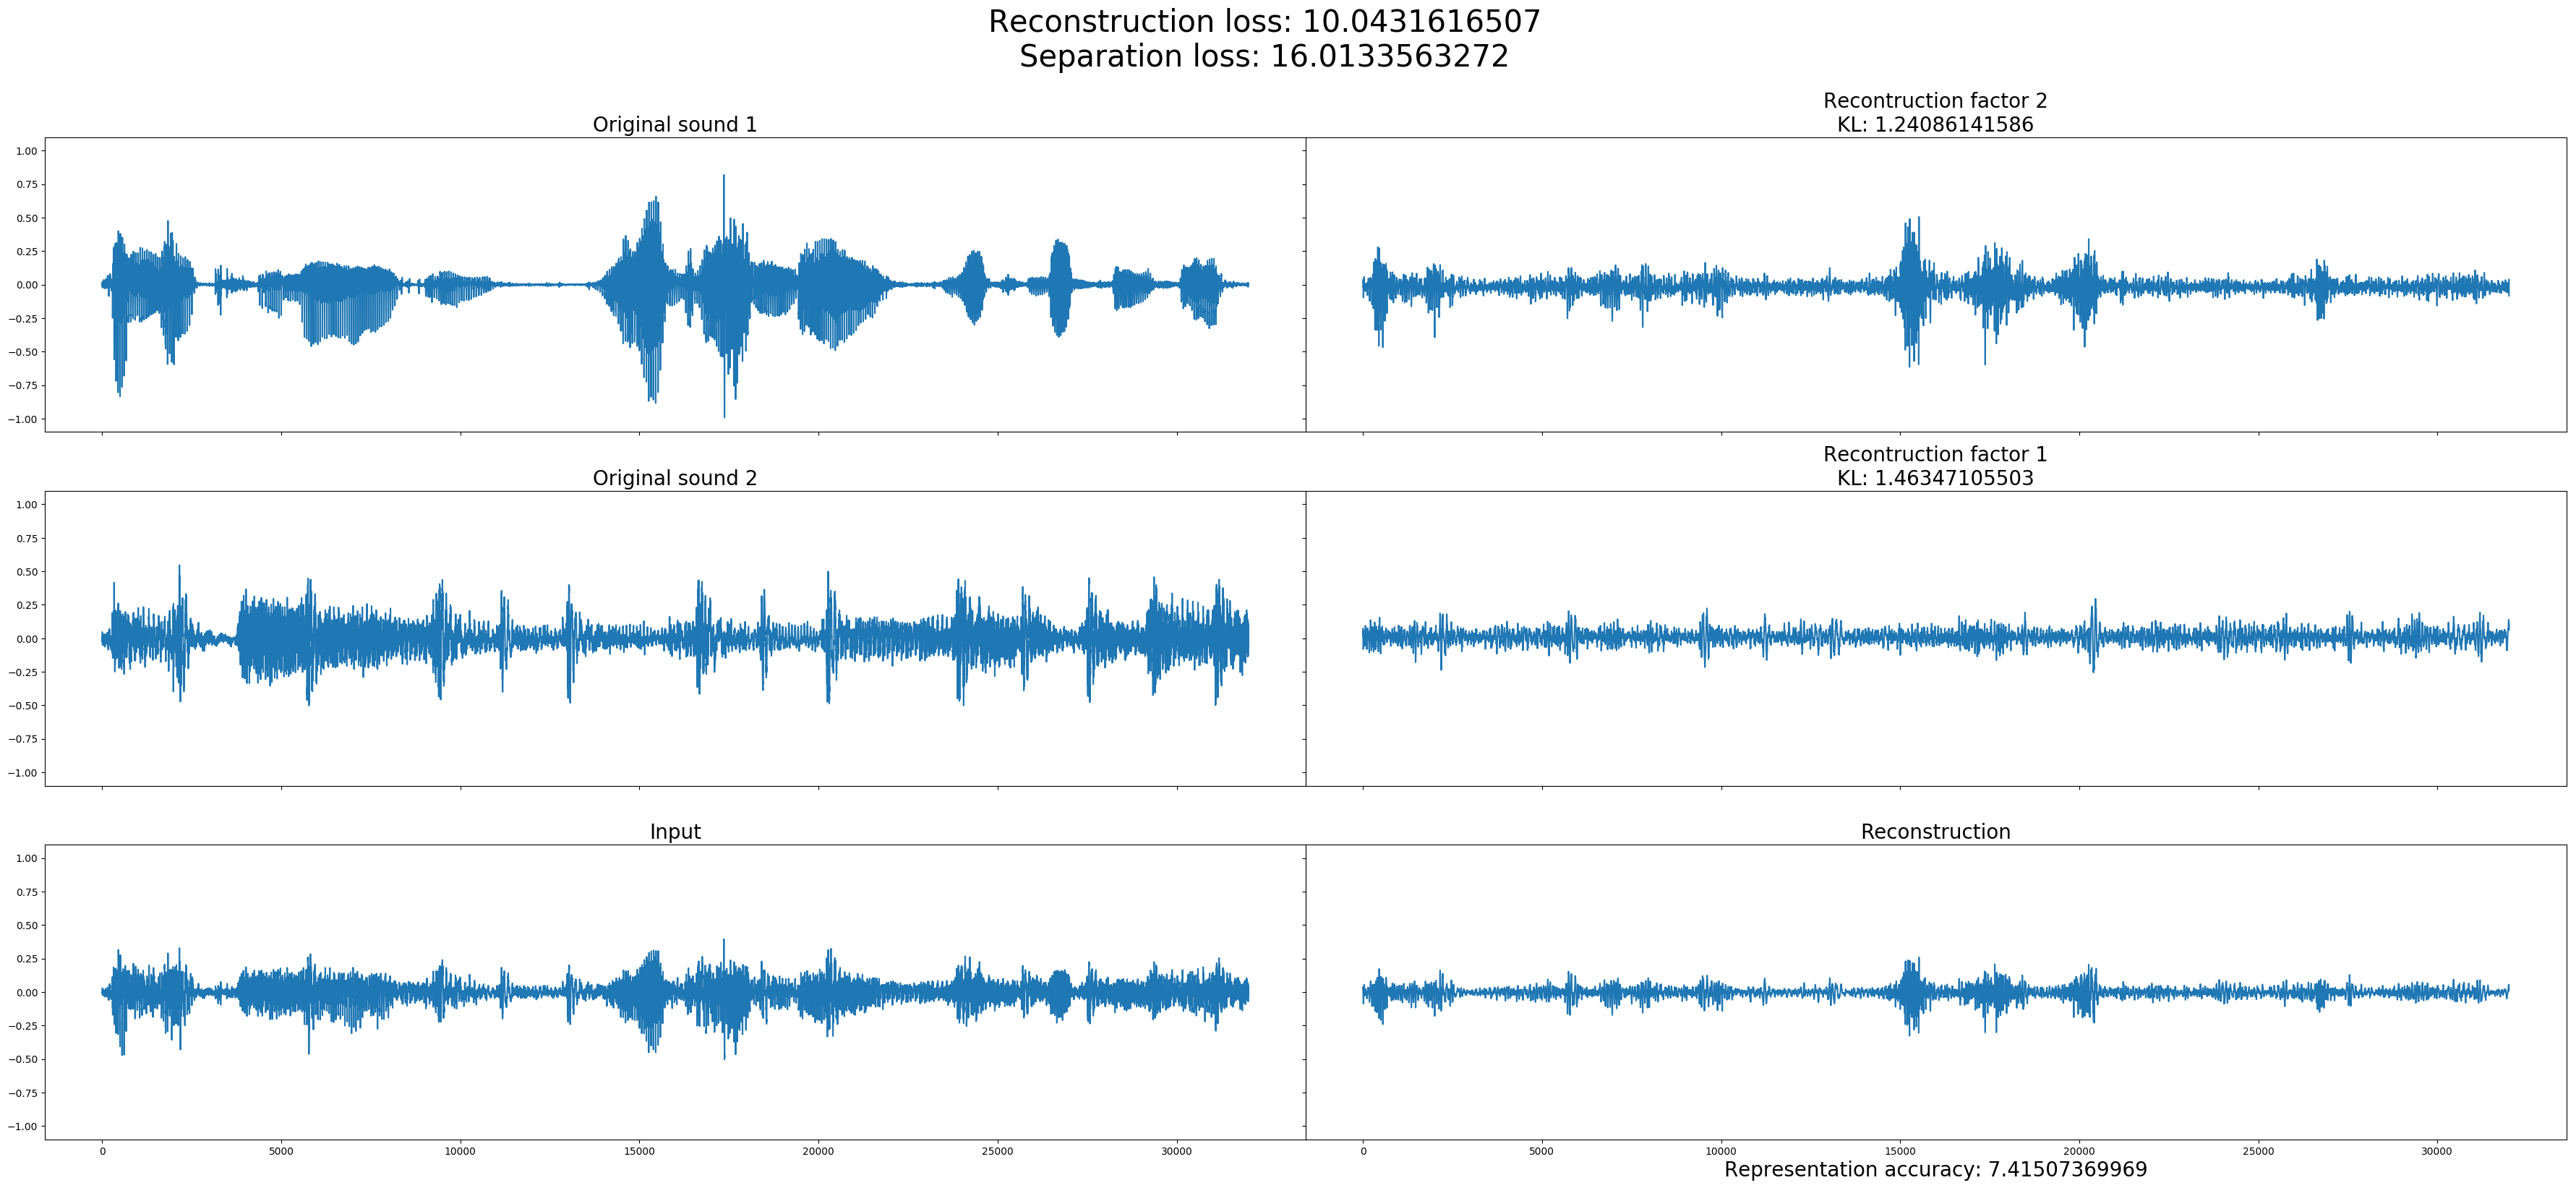 Reconstruction loss: 10.0431616507
Separation loss: 16.0133563272
Original sound 1
Recontruction factor 2
KL: 1.24086141586
1.00
0.75
0.50
0.25
0.00
−0.25
−0.50
−0.75
−1.00
Original sound 2
Recontruction factor 1
KL: 1.46347105503
1.00
0.75
0.50
0.25
0.00
−0.25
−0.50
−0.75
−1.00
Input
Reconstruction
1.00
0.75
0.50
0.25
0.00
−0.25
−0.50
−0.75
−1.00
0 5000 10000 15000 20000 25000 30000
0 5000 10000 15000 20000 25000 30000
Representation accuracy: 7.41507369969